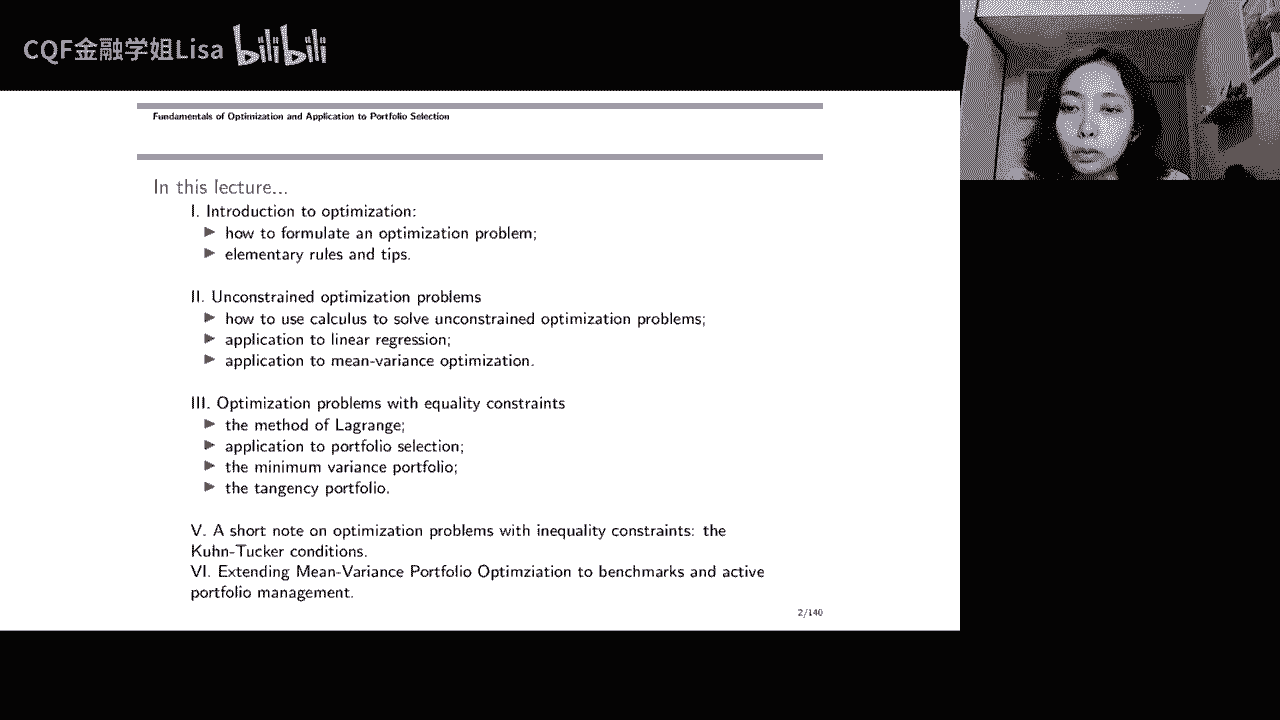 CQF金融学姐Lisa bilibili
Fundamentals of Optimization and Application to Portfolio Selection
In this lecture...
I. Introduction to optimization:
▶ how to formulate an optimization problem;
▶ elementary rules and tips.
II. Unconstrained optimization problems
▶ how to use calculus to solve unconstrained optimization problems;
▶ application to linear regression;
▶ application to mean-variance optimization.
III. Optimization problems with equality constraints
▶ the method of Lagrange;
▶ application to portfolio selection;
▶ the minimum variance portfolio;
▶ the tangency portfolio.
V. A short note on optimization problems with inequality constraints: the
Kuhn-Tucker conditions.
VI. Extending Mean-Variance Portfolio Optimziation to benchmarks and active
portfolio management.
2/140